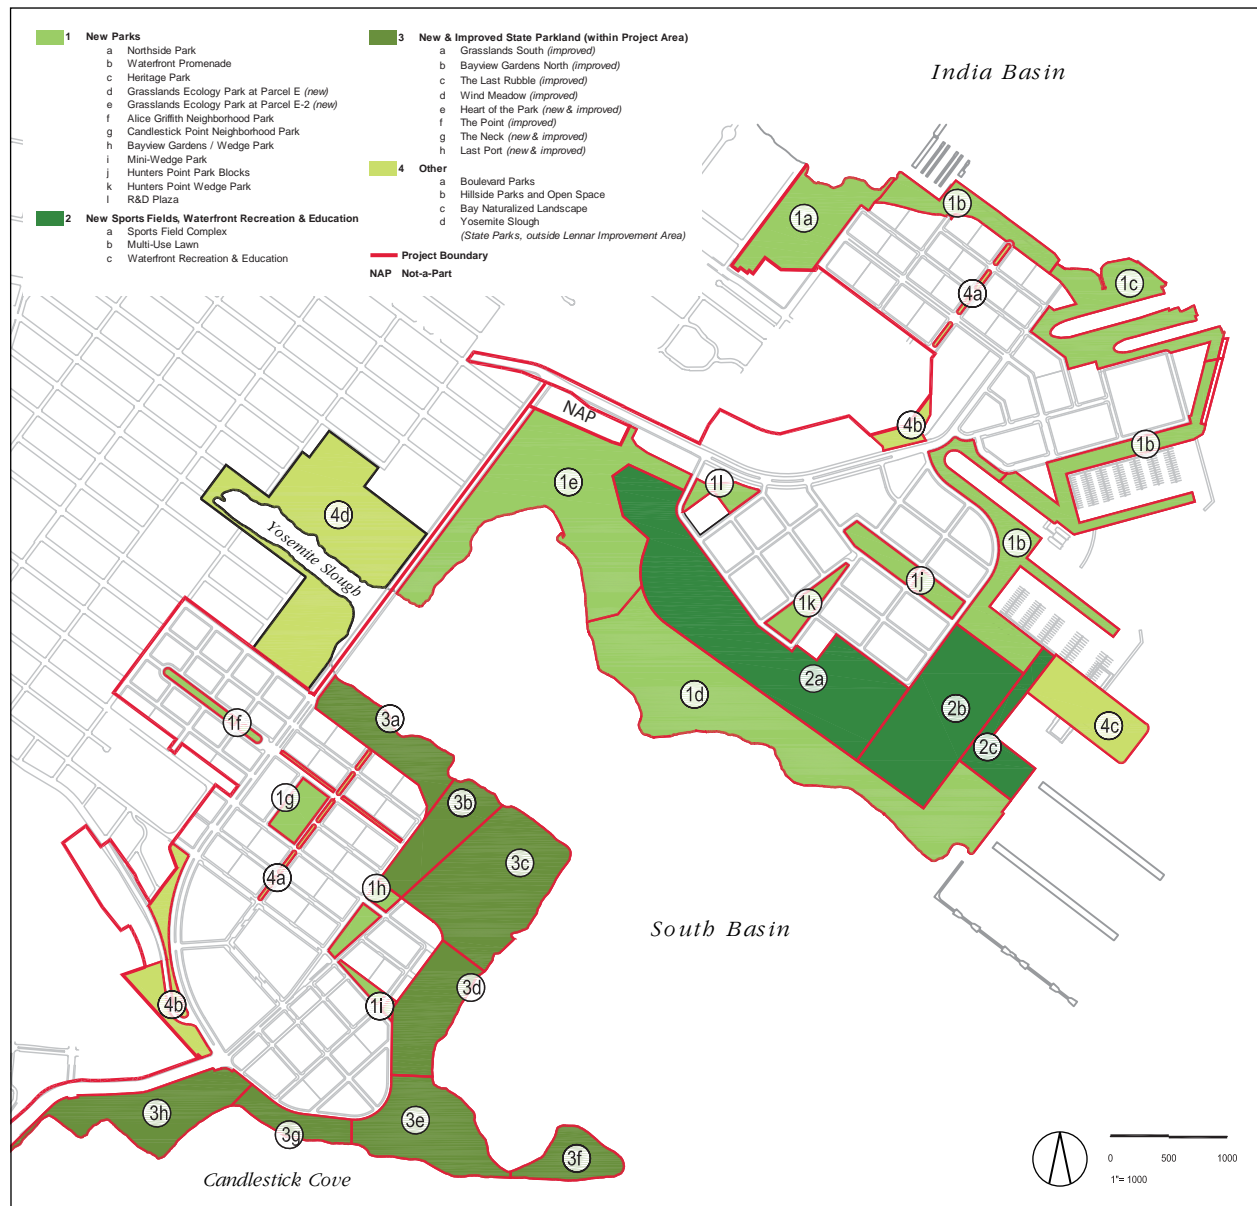 1 New Parks
a Northside Park
b Waterfront Promenade
c Heritage Park
d Grasslands Ecology Park at Parcel E (new)
e Grasslands Ecology Park at Parcel E-2 (new)
f Alice Griffith Neighborhood Park
g Candlestick Point Neighborhood Park
h Bayview Gardens / Wedge Park
i Mini-Wedge Park
j Hunters Point Park Blocks
k Hunters Point Wedge Park
l R&D Plaza
2 New Sports Fields, Waterfront Recreation & Education
a Sports Field Complex
b Multi-Use Lawn
c Waterfront Recreation & Education
3 New & Improved State Parkland (within Project Area)
a Grasslands South (improved)
b Bayview Gardens North (improved)
c The Last Rubble (improved)
d Wind Meadow (improved)
e Heart of the Park (new & improved)
f The Point (improved)
g The Neck (new & improved)
h Last Port (new & improved)
4 Other
a Boulevard Parks
b Hillside Parks and Open Space
c Bay Naturalized Landscape
d Yosemite Slough
(State Parks, outside Lennar Improvement Area)
Project Boundary
NAP Not-a-Part
India Basin
1a
1b
1c
4a
NAP
4b
1b
1e
1l
4d
Yosemite Slough
1b
1j
1k
2a
1d
2b
4c
2c
3a
1f
1g
3b
3c
4a
1h
South Basin
3d
1i
4b
3h
3e
3g
3f
Candlestick Cove
0 500 1000
1"= 1000